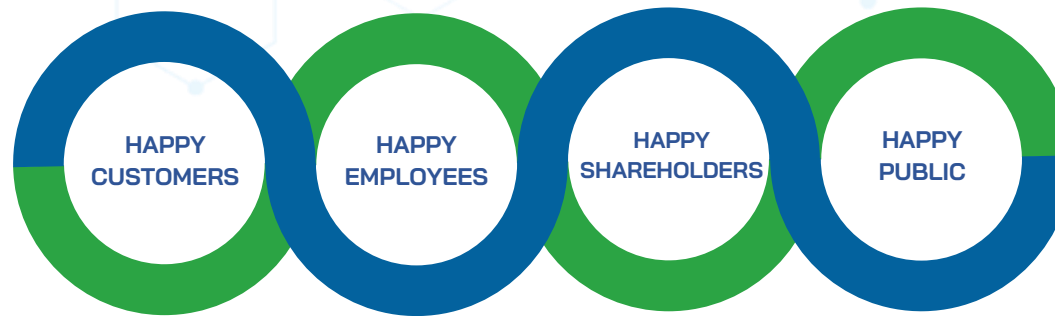 HAPPY
CUSTOMERS
HAPPY
EMPLOYEES
HAPPY
SHAREHOLDERS
HAPPY
PUBLIC